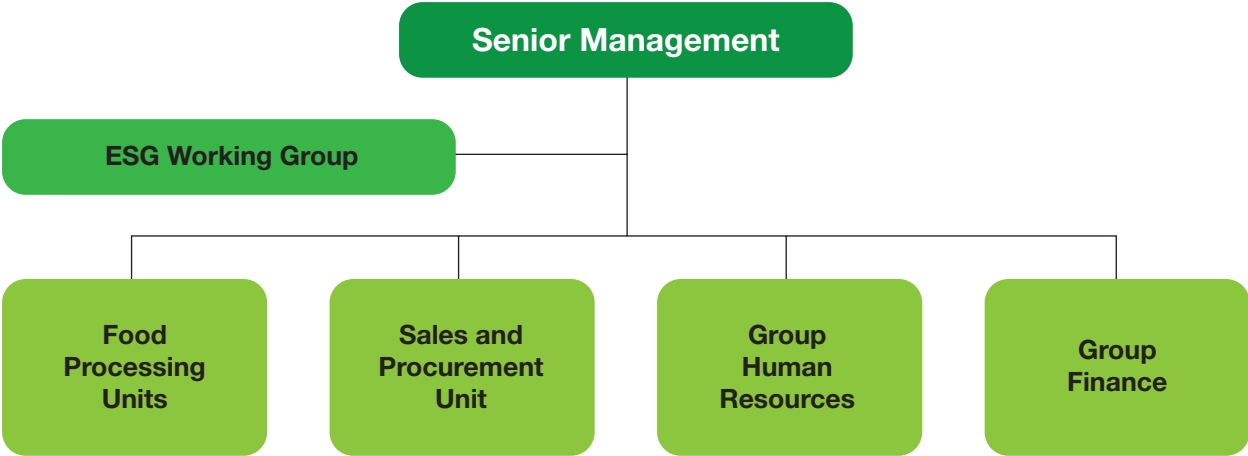 Senior Management
ESG Working Group
Food
Processing
Units
Sales and
Procurement
Unit
Group
Human
Resources
Group
Finance